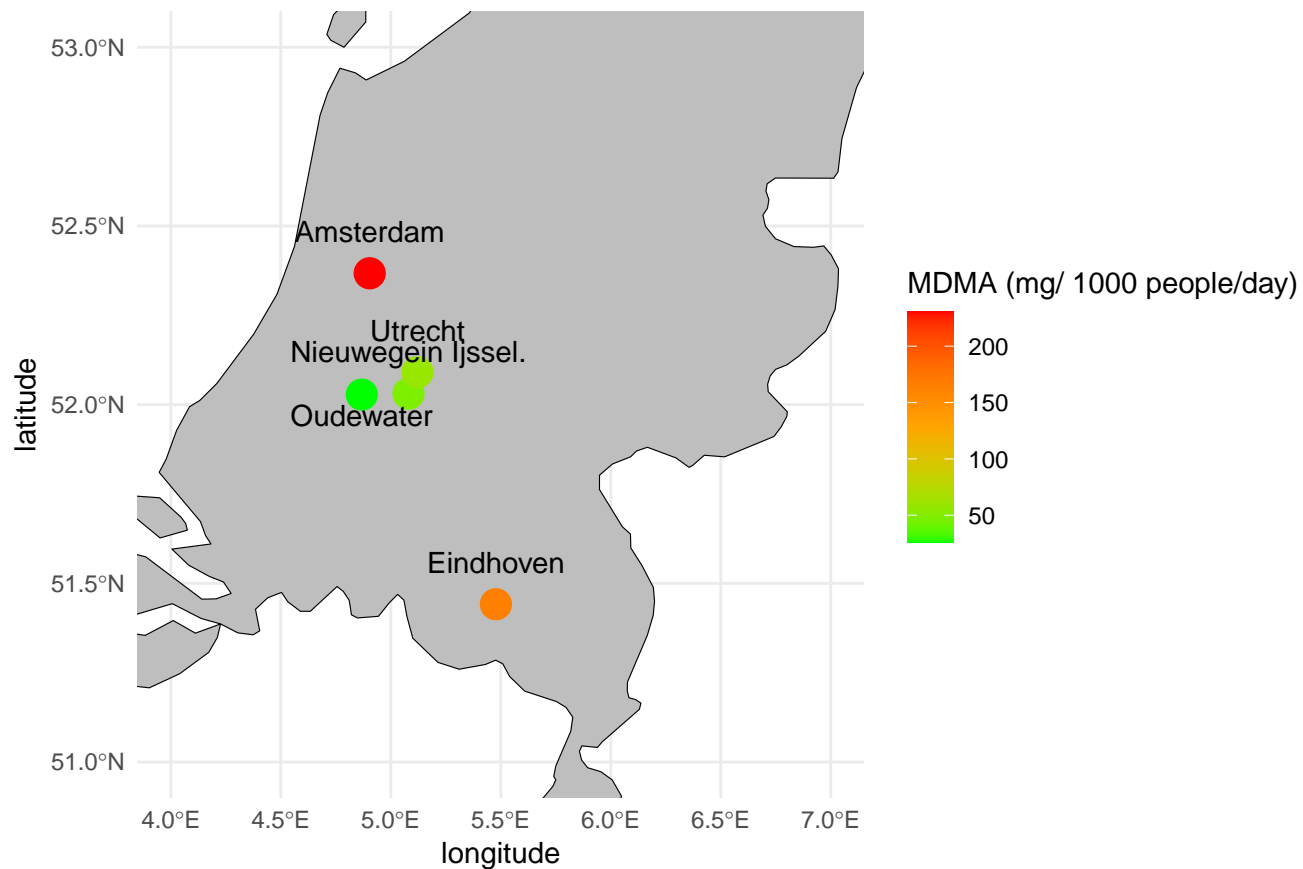 53.0°N
52.5°N
52.0°N
51.5°N
51.0°N
latitude
Amsterdam
Utrecht
Nieuwegein Ijssel.
Oudewater
Eindhoven
4.0°E 4.5°E 5.0°E 5.5°E 6.0°E 6.5°E 7.0°E
longitude
MDMA (mg/ 1000 people/day)
200
150
100
50